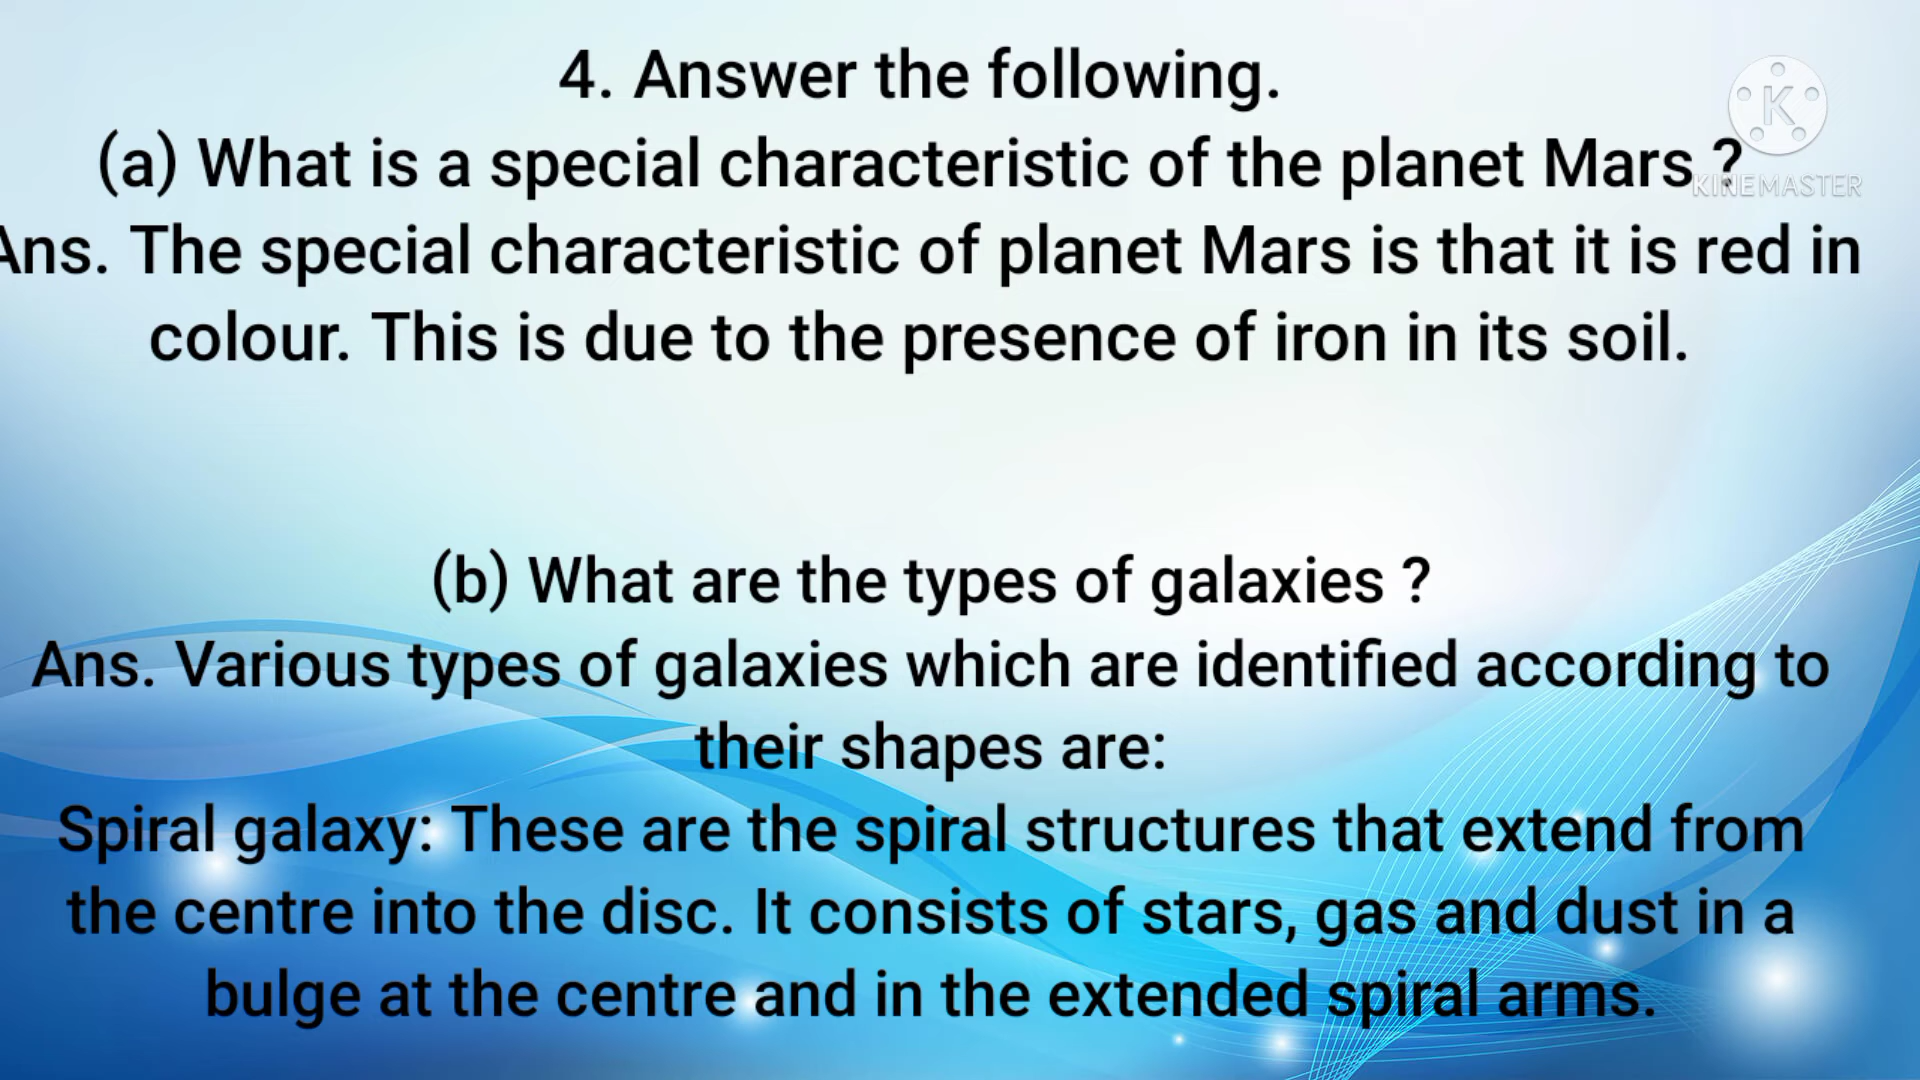 4. Answer the following.
(a) What is a special characteristic of the planet Mars ?
Ans. The special characteristic of planet Mars is that it is red in
colour. This is due to the presence of iron in its soil.
(b) What are the types of galaxies ?
Ans. Various types of galaxies which are identified according to
their shapes are:
Spiral galaxy: These are the spiral structures that extend from
the centre into the disc. It consists of stars, gas and dust in a
bulge at the centre and in the extended spiral arms.
K
KINEMASTER